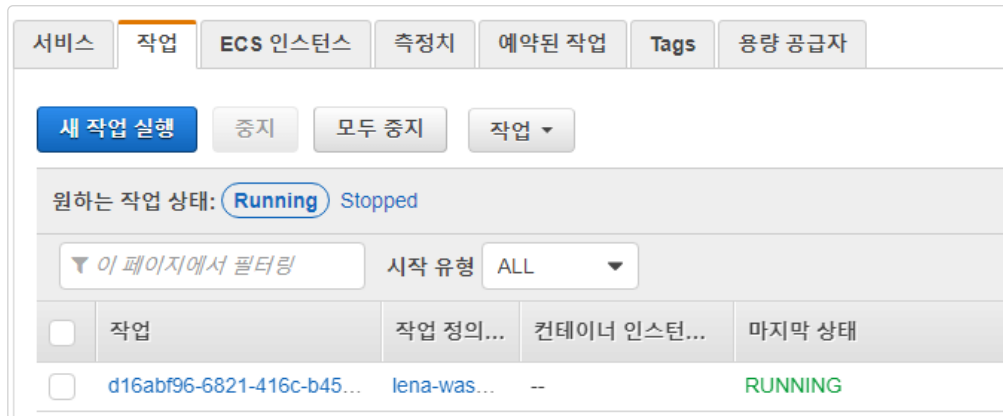 서비스 작업 ECS 인스턴스 측정치 예약된 작업 Tags 용량 공급자
새 작업 실행 중지 모두 중지 작업
원하는 작업 상태: Running Stopped
이 페이지에서 필터링 시작 유형 ALL
작업 작업 정의... 컨테이너 인스턴... 마지막 상태
d16abf96-6821-416c-b45... lena-was... -- RUNNING